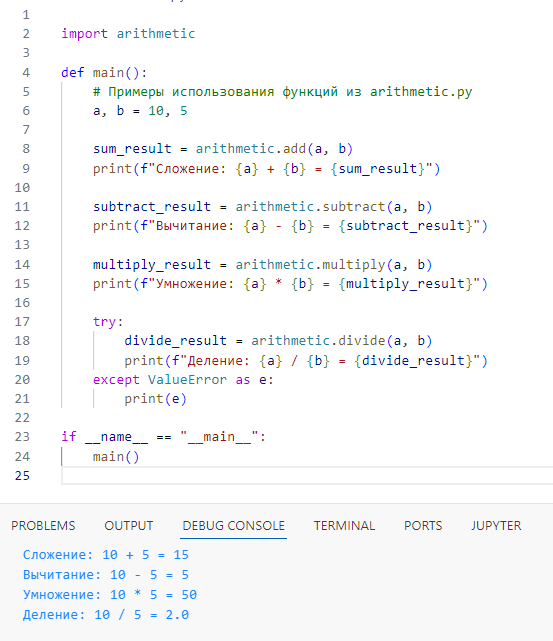 1
2 import arithmetic
3
4 def main():
5     # Примеры использования функций из arithmetic.py
6     a, b = 10, 5
7
8     sum_result = arithmetic.add(a, b)
9     print(f"Сложение: {a} + {b} = {sum_result}")
10
11     subtract_result = arithmetic.subtract(a, b)
12     print(f"Вычитание: {a} - {b} = {subtract_result}")
13
14     multiply_result = arithmetic.multiply(a, b)
15     print(f"Умножение: {a} * {b} = {multiply_result}")
16
17     try:
18         divide_result = arithmetic.divide(a, b)
19         print(f"Деление: {a} / {b} = {divide_result}")
20     except ValueError as e:
21         print(e)
22
23 if __name__ == "__main__":
24     main()
25
PROBLEMS OUTPUT DEBUG CONSOLE TERMINAL PORTS JUPYTER
Сложение: 10 + 5 = 15
Вычитание: 10 - 5 = 5
Умножение: 10 * 5 = 50
Деление: 10 / 5 = 2.0